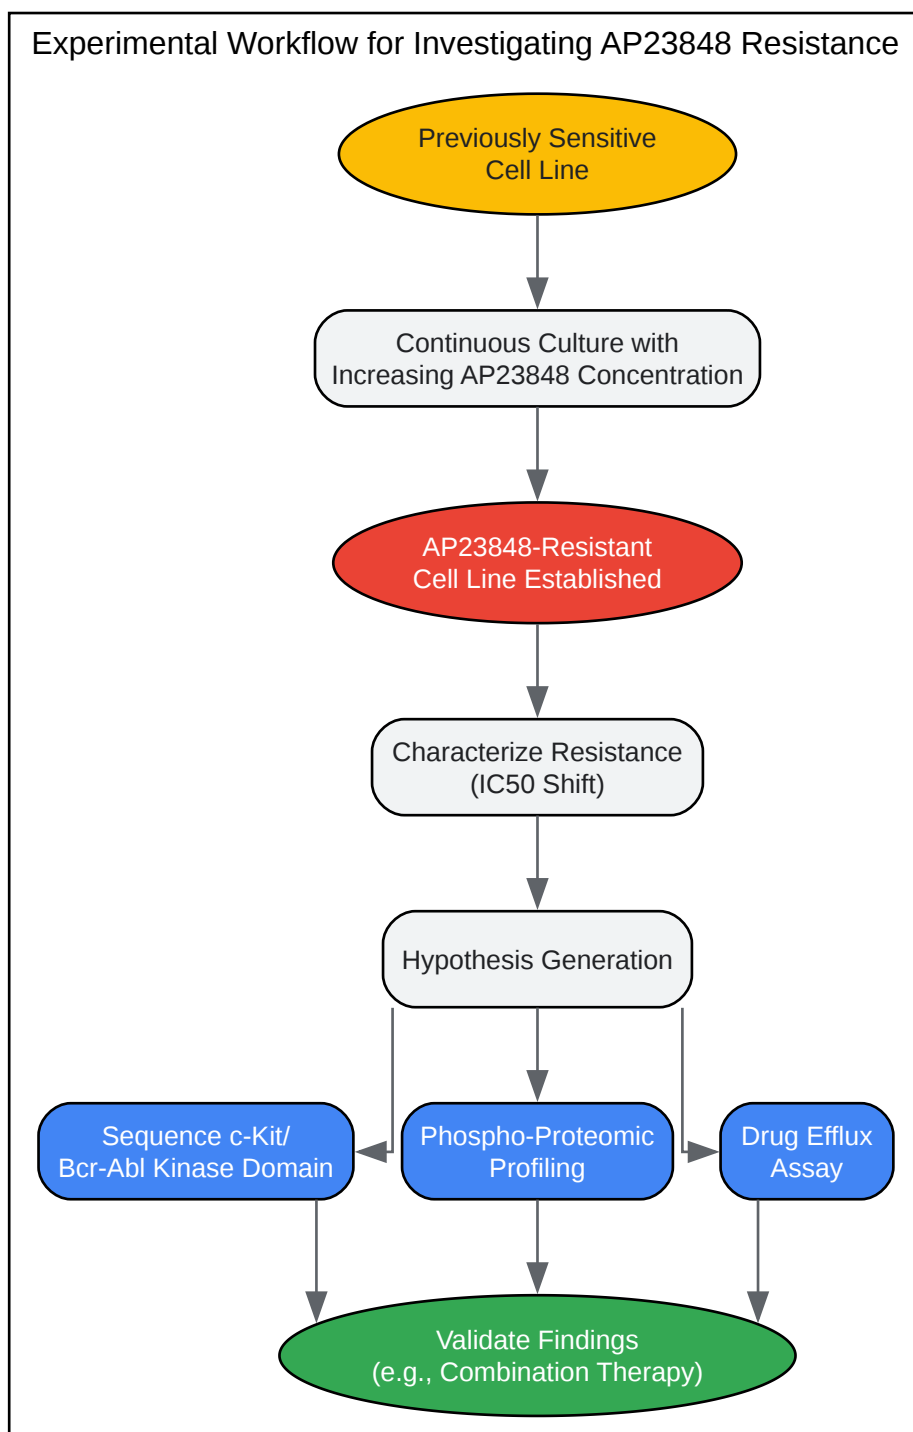 Experimental Workflow for Investigating AP23848 Resistance
Previously Sensitive
Cell Line
Continuous Culture with
Increasing AP23848 Concentration
AP23848-Resistant
Cell Line Established
Characterize Resistance
(IC50 Shift)
Hypothesis Generation
Sequence c-Kit/
Bcr-Abl Kinase Domain
Phospho-Proteomic
Profiling
Drug Efflux
Assay
Validate Findings
(e.g., Combination Therapy)